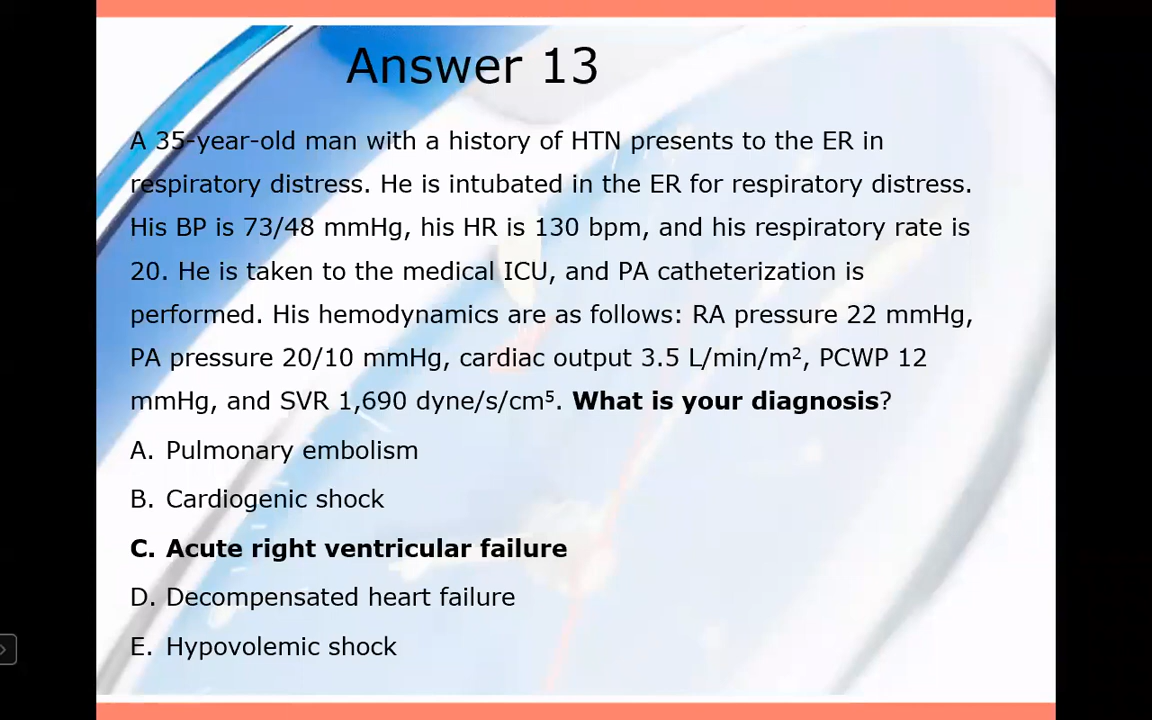 Answer 13
A 35-year-old man with a history of HTN presents to the ER in
respiratory distress. He is intubated in the ER for respiratory distress.
His BP is 73/48 mmHg, his HR is 130 bpm, and his respiratory rate is
20. He is taken to the medical ICU, and PA catheterization is
performed. His hemodynamics are as follows: RA pressure 22 mmHg,
PA pressure 20/10 mmHg, cardiac output 3.5 L/min/m², PCWP 12
mmHg, and SVR 1,690 dyne/s/cm⁵. What is your diagnosis?
A. Pulmonary embolism
B. Cardiogenic shock
C. Acute right ventricular failure
D. Decompensated heart failure
E. Hypovolemic shock